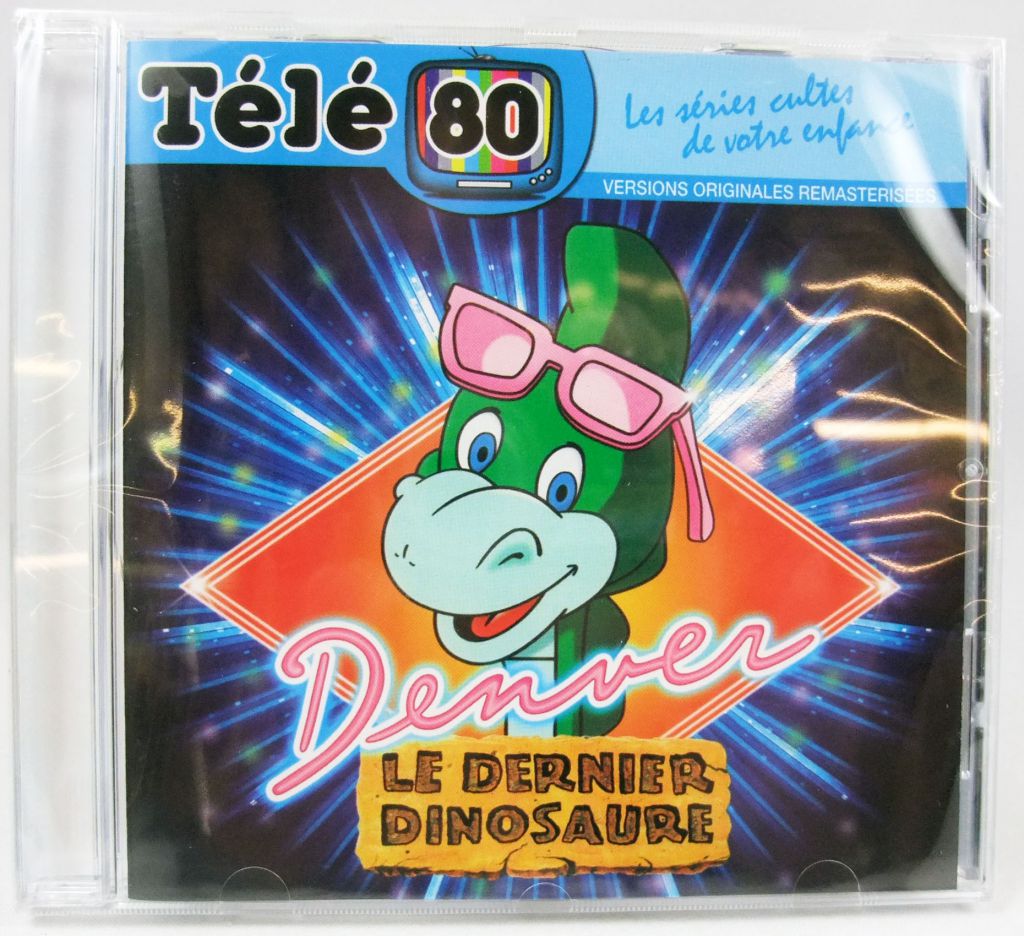 Télé 80
Les séries cultes
de votre enfance
VERSIONS ORIGINALES REMASTERISÉES
Denver
LE DERNIER
DINOSAURE